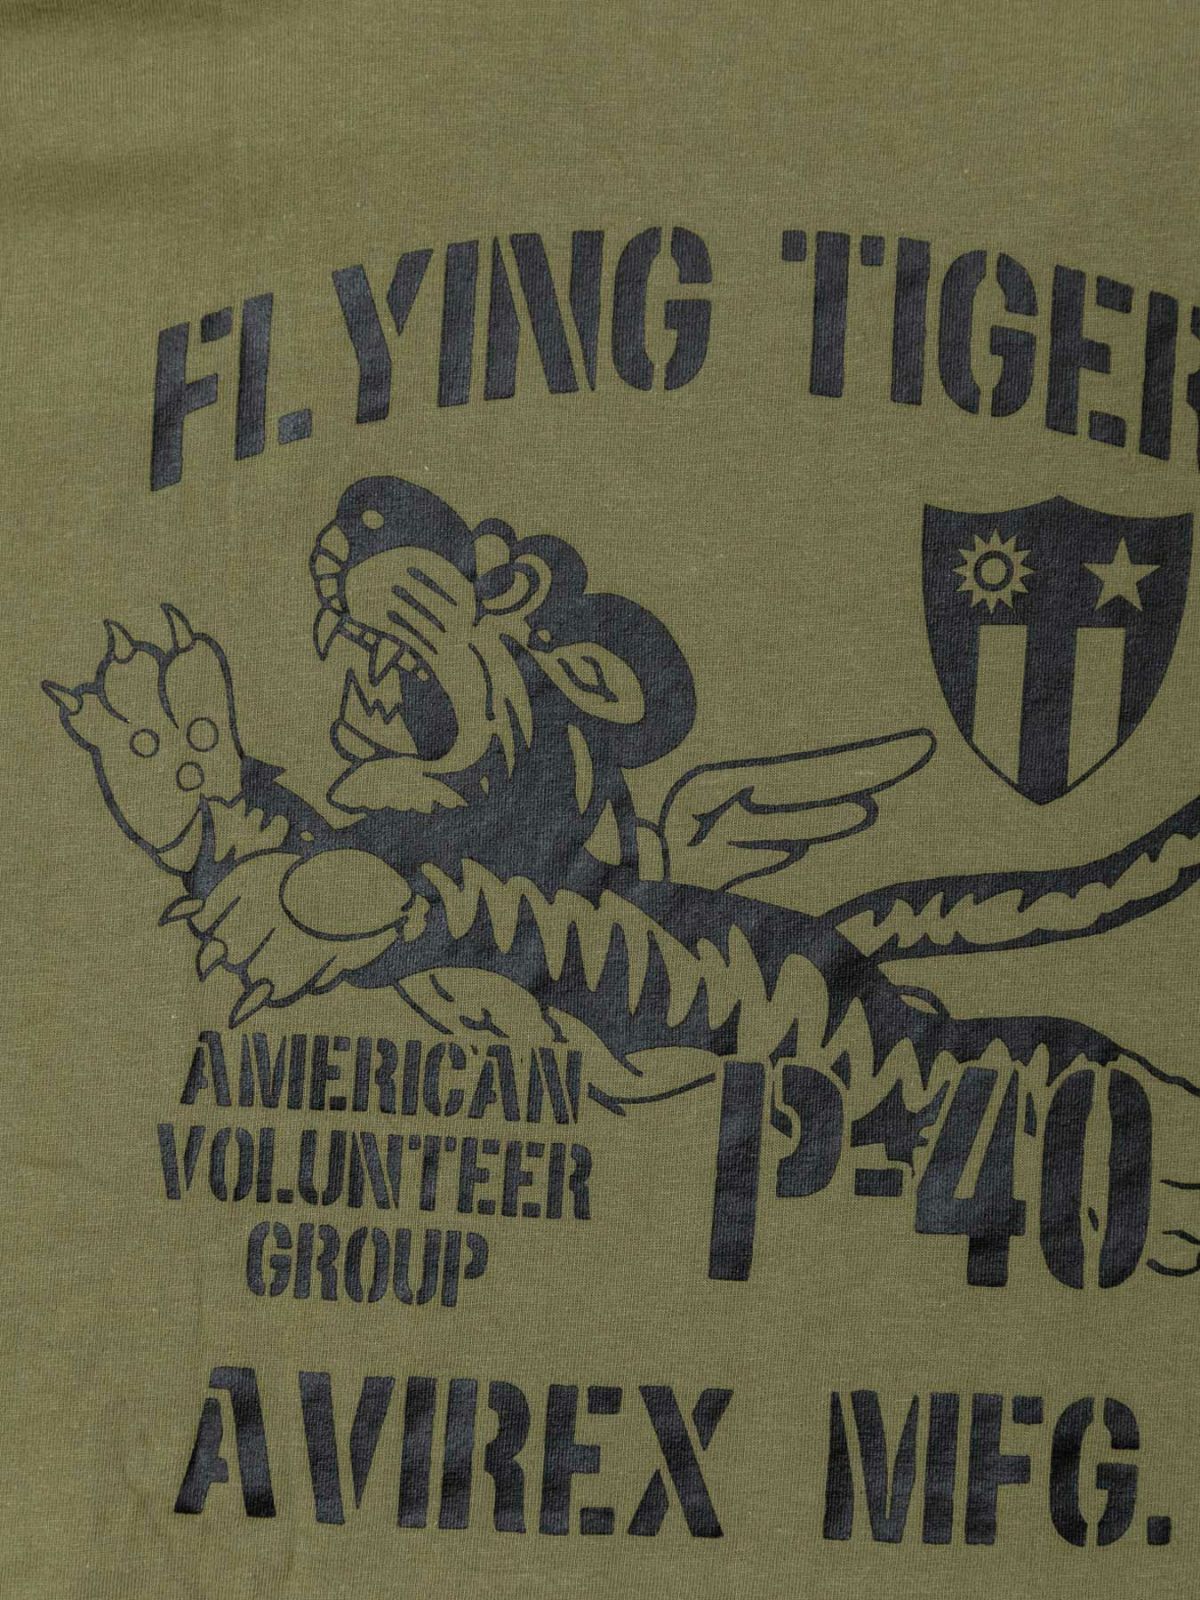 FLYING TIGER
AMERICAN
VOLUNTEER
GROUP
P-40
AVIREX MFG.